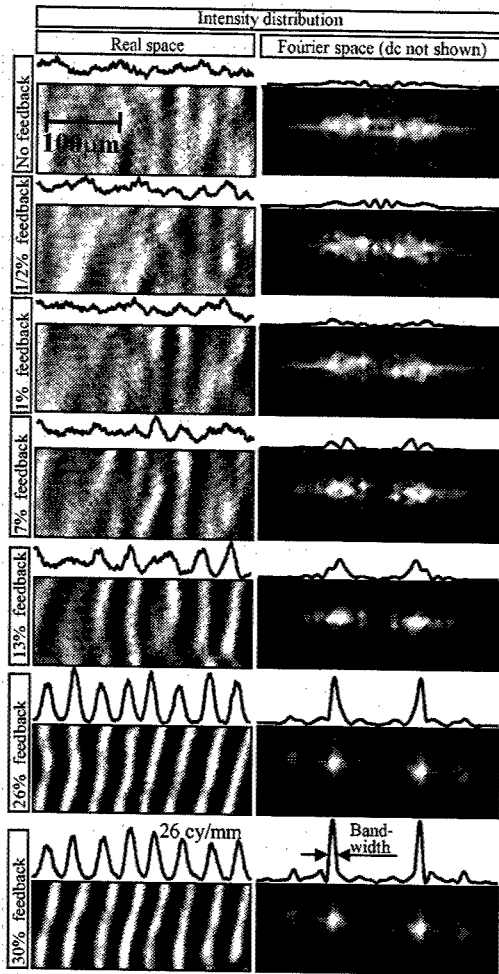 Intensity distribution
Real space
Fourier space (dc not shown)
No feedback
100μm
1/2% feedback
1% feedback
7% feedback
13% feedback
26% feedback
30% feedback
26 cy/mm
Band-
width